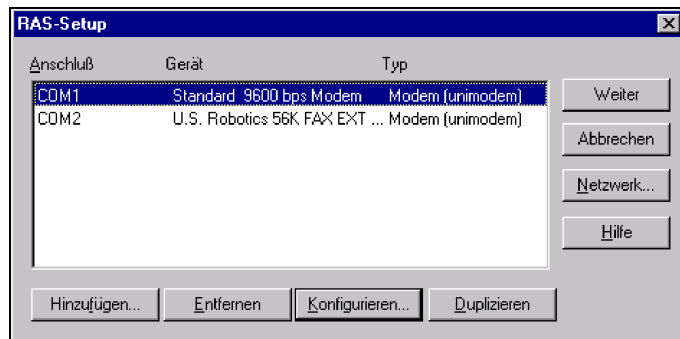 RAS-Setup
Anschluß Gerät Typ
COM1 Standard 9600 bps Modem Modem (unimodem)
COM2 U.S. Robotics 56K FAX EXT ... Modem (unimodem)
Weiter
Abbrechen
Netzwerk...
Hilfe
Hinzufügen... Entfernen Konfigurieren... Duplizieren